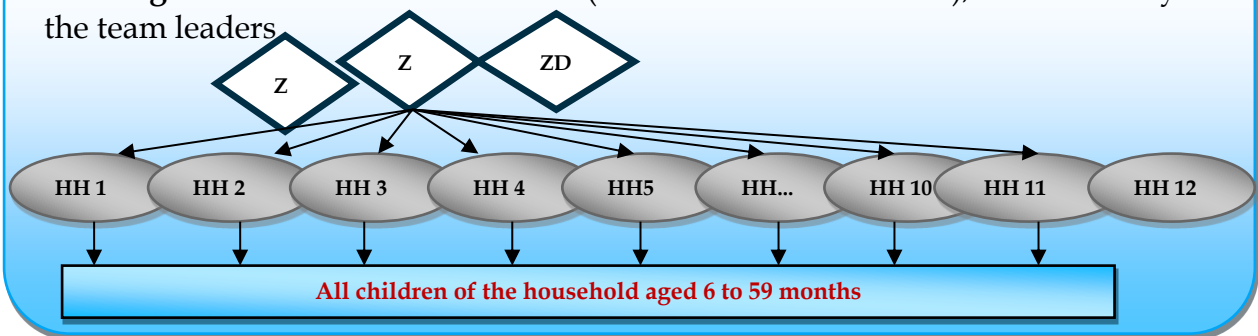 the team leaders
Z
Z
ZD
HH 1
HH 2
HH 3
HH 4
HH5
HH...
HH 10
HH 11
HH 12
All children of the household aged 6 to 59 months